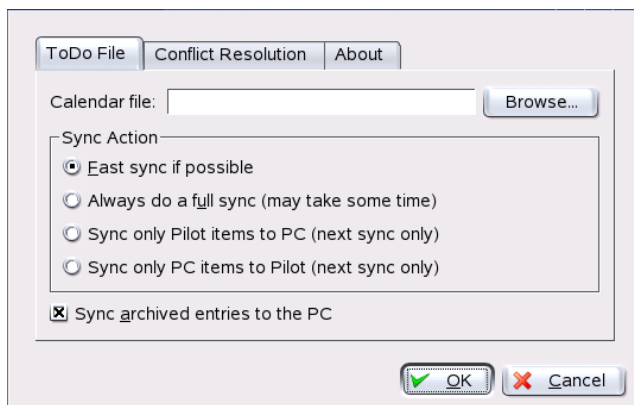 ToDo File Conflict Resolution About
Calendar file: Browse...
Sync Action
Fast sync if possible
Always do a full sync (may take some time)
Sync only Pilot items to PC (next sync only)
Sync only PC items to Pilot (next sync only)
Sync archived entries to the PC
OK Cancel